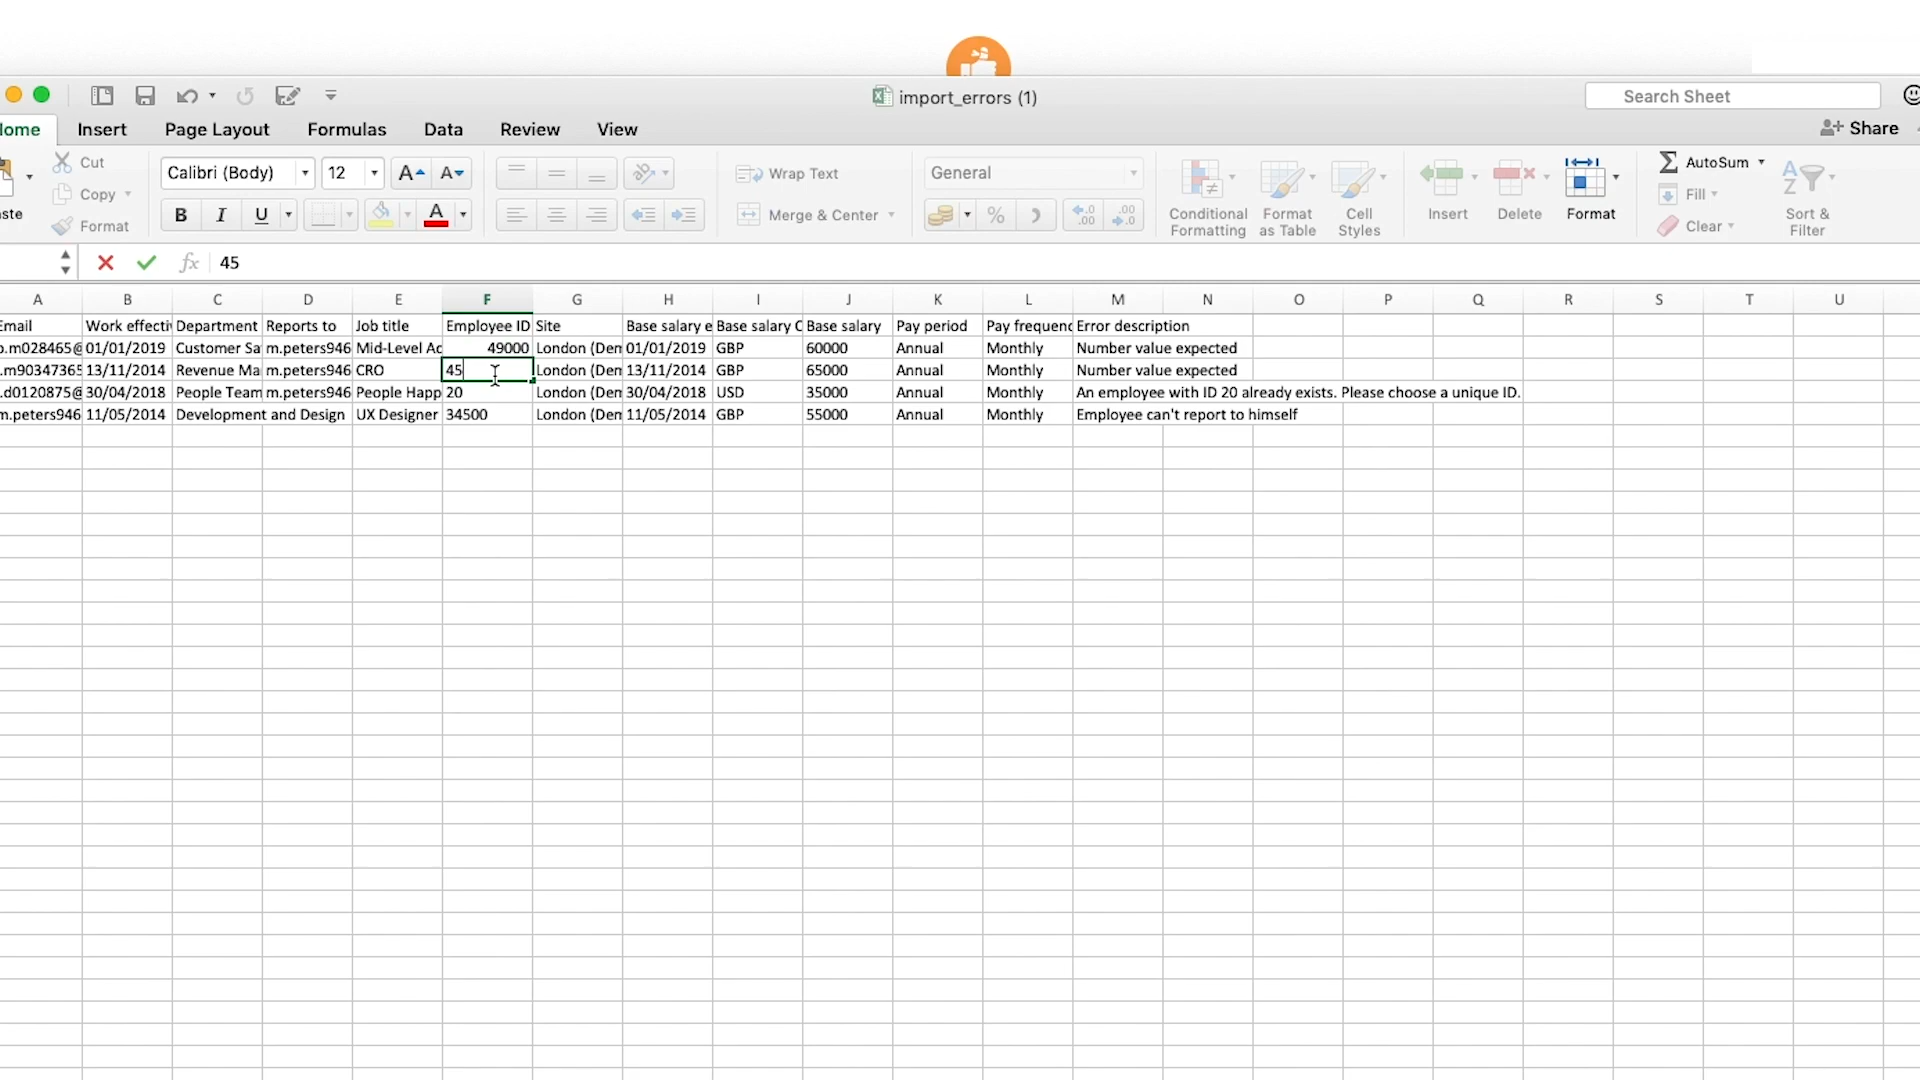 import_errors (1)
Search Sheet
Home Insert Page Layout Formulas Data Review View
Share
Cut
Copy
Format
Calibri (Body) 12
B I U
Wrap Text
Merge & Center
General
Conditional Formatting
Format as Table
Cell Styles
Insert
Delete
Format
AutoSum
Fill
Clear
Sort & Filter
fx 45
A B C D E F G H I J K L M N O P Q R S T U
Email Work effecti Department Reports to Job title Employee ID Site Base salary e Base salary C Base salary Pay period Pay frequenc Error description
.m028465@ 01/01/2019 Customer Sa m.peters946 Mid-Level Ac 49000 London (Den 01/01/2019 GBP 60000 Annual Monthly Number value expected
.m90347365 13/11/2014 Revenue Ma m.peters946 CRO 45 London (Den 13/11/2014 GBP 65000 Annual Monthly Number value expected
.d0120875@ 30/04/2018 People Team m.peters946 People Happ 20 London (Den 30/04/2018 USD 35000 Annual Monthly An employee with ID 20 already exists. Please choose a unique ID.
m.peters946 11/05/2014 Development and Design UX Designer 34500 London (Den 11/05/2014 GBP 55000 Annual Monthly Employee can't report to himself